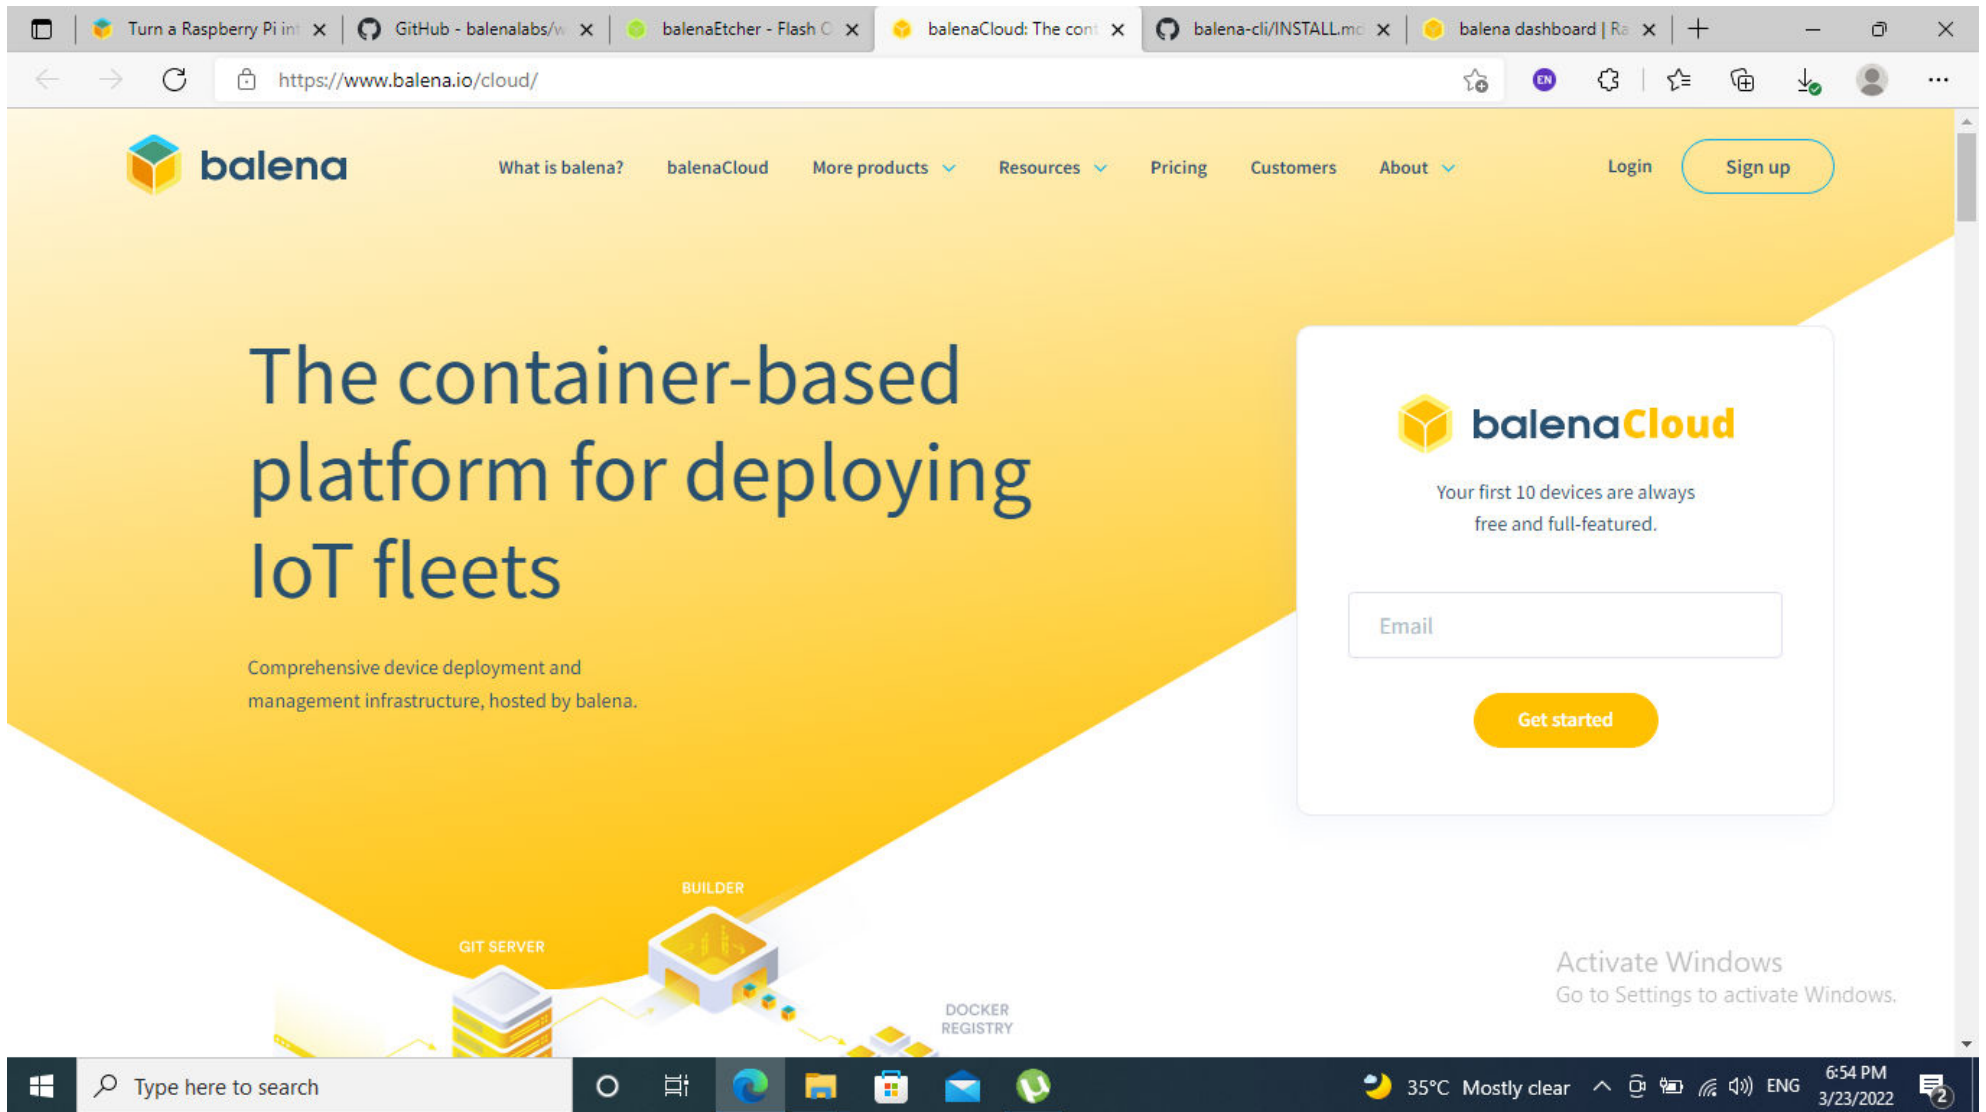 Turn a Raspberry Pi in
GitHub - balenalabs/w
balenaEtcher - Flash O
balenaCloud: The cont
balena-cli/INSTALL.md
balena dashboard | Ra
https://www.balena.io/cloud/
EN
balena
What is balena?
balenaCloud
More products
Resources
Pricing
Customers
About
Login
Sign up
The container-based
platform for deploying
IoT fleets
Comprehensive device deployment and
management infrastructure, hosted by balena.
balenaCloud
Your first 10 devices are always
free and full-featured.
Email
Get started
BUILDER
GIT SERVER
DOCKER
REGISTRY
Activate Windows
Go to Settings to activate Windows.
Type here to search
35°C Mostly clear
ENG
6:54 PM
3/23/2022
2